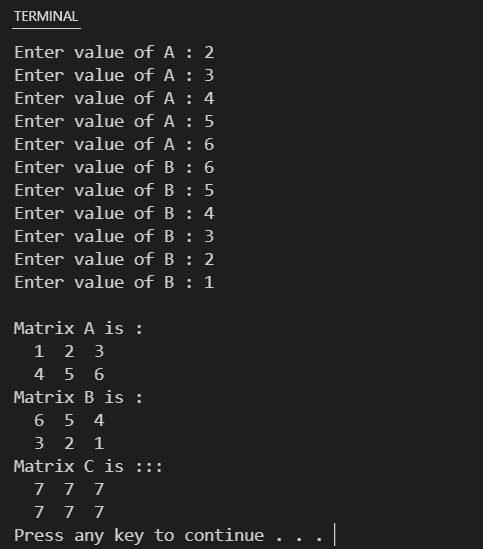 TERMINAL
Enter value of A : 2
Enter value of A : 3
Enter value of A : 4
Enter value of A : 5
Enter value of A : 6
Enter value of B : 6
Enter value of B : 5
Enter value of B : 4
Enter value of B : 3
Enter value of B : 2
Enter value of B : 1

Matrix A is :
  1  2  3
  4  5  6
Matrix B is :
  6  5  4
  3  2  1
Matrix C is :::
  7  7  7
  7  7  7
Press any key to continue . . .